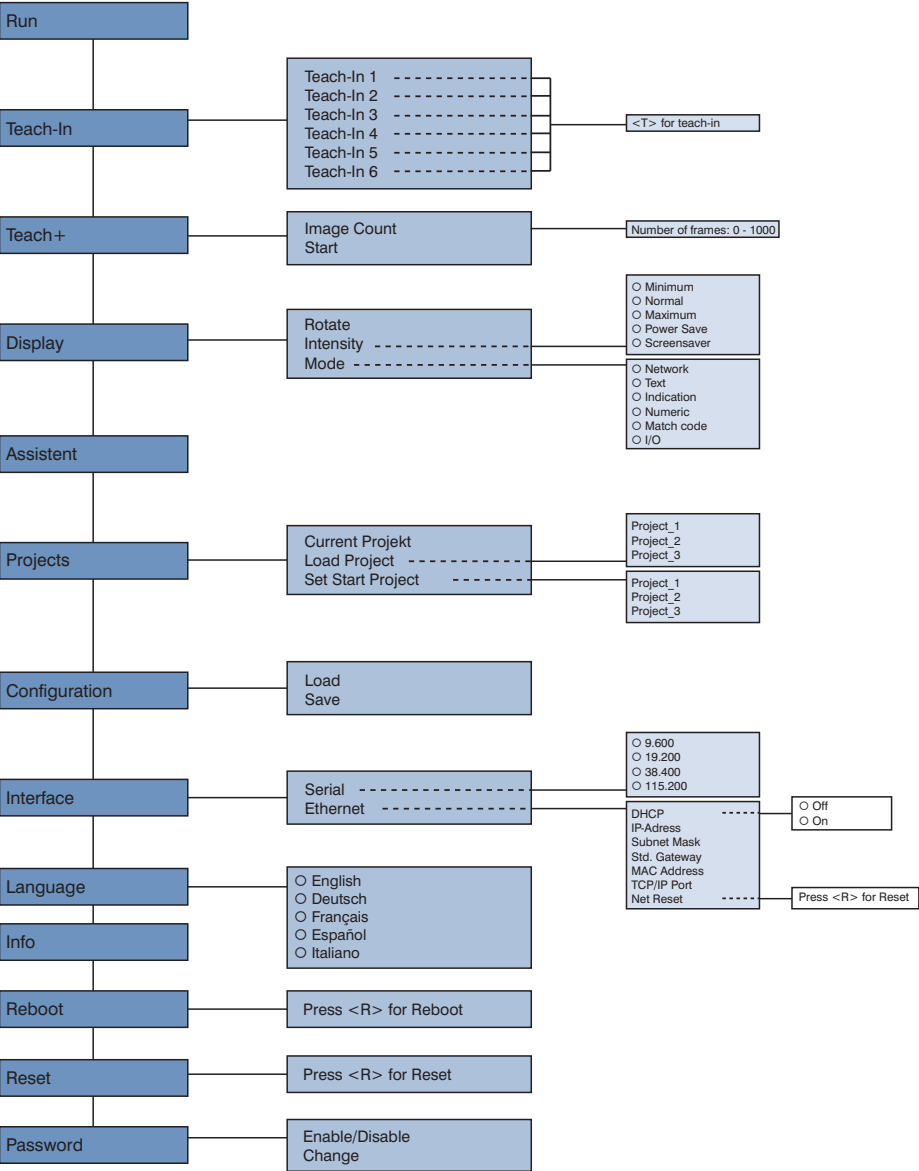 Run
Teach-In
Teach-In 1
Teach-In 2
Teach-In 3
Teach-In 4
Teach-In 5
Teach-In 6
<T> for teach-in
Teach+
Image Count
Start
Number of frames: 0 - 1000
Display
Rotate
Intensity
Mode
Minimum
Normal
Maximum
Power Save
Screensaver
Network
Text
Indication
Numeric
Match code
I/O
Assistent
Projects
Current Projekt
Load Project
Set Start Project
Project_1
Project_2
Project_3
Project_1
Project_2
Project_3
Configuration
Load
Save
Interface
Serial
Ethernet
9.600
19.200
38.400
115.200
DHCP
IP-Adress
Subnet Mask
Std. Gateway
MAC Address
TCP/IP Port
Net Reset
Off
On
Press <R> for Reset
Language
English
Deutsch
Français
Español
Italiano
Info
Reboot
Press <R> for Reboot
Reset
Press <R> for Reset
Password
Enable/Disable
Change